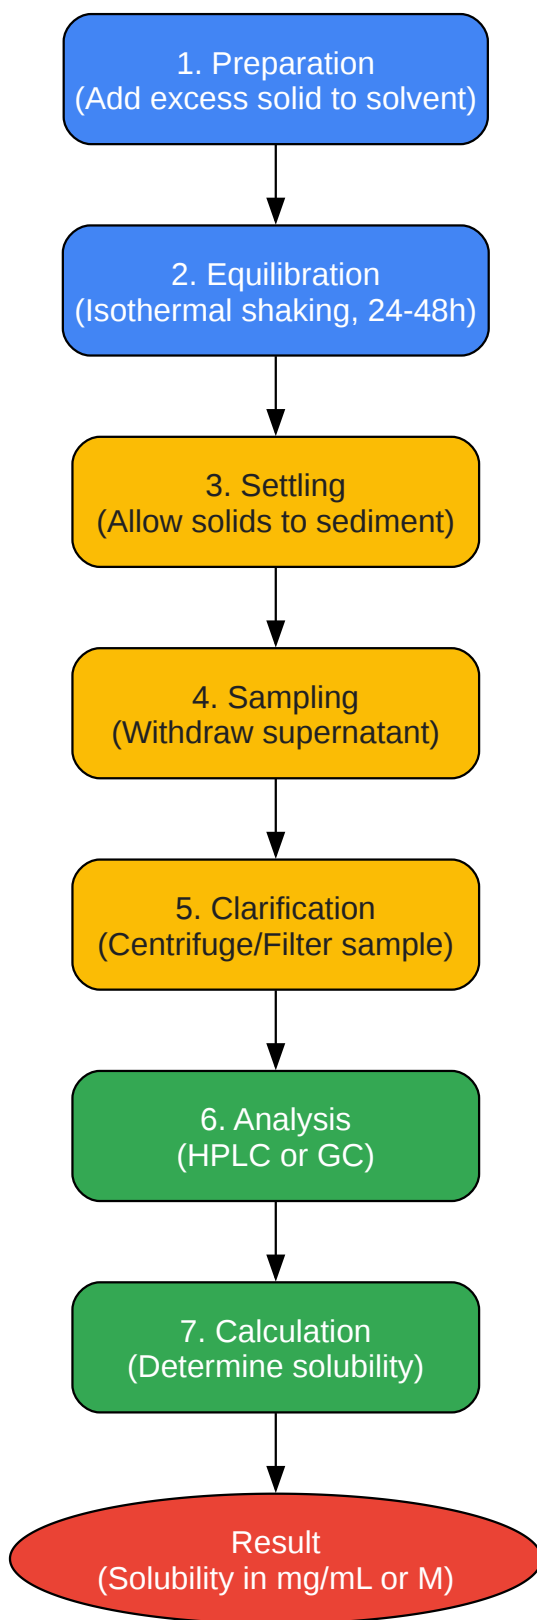 1. Preparation
(Add excess solid to solvent)
2. Equilibration
(Isothermal shaking, 24-48h)
3. Settling
(Allow solids to sediment)
4. Sampling
(Withdraw supernatant)
5. Clarification
(Centrifuge/Filter sample)
6. Analysis
(HPLC or GC)
7. Calculation
(Determine solubility)
Result
(Solubility in mg/mL or M)